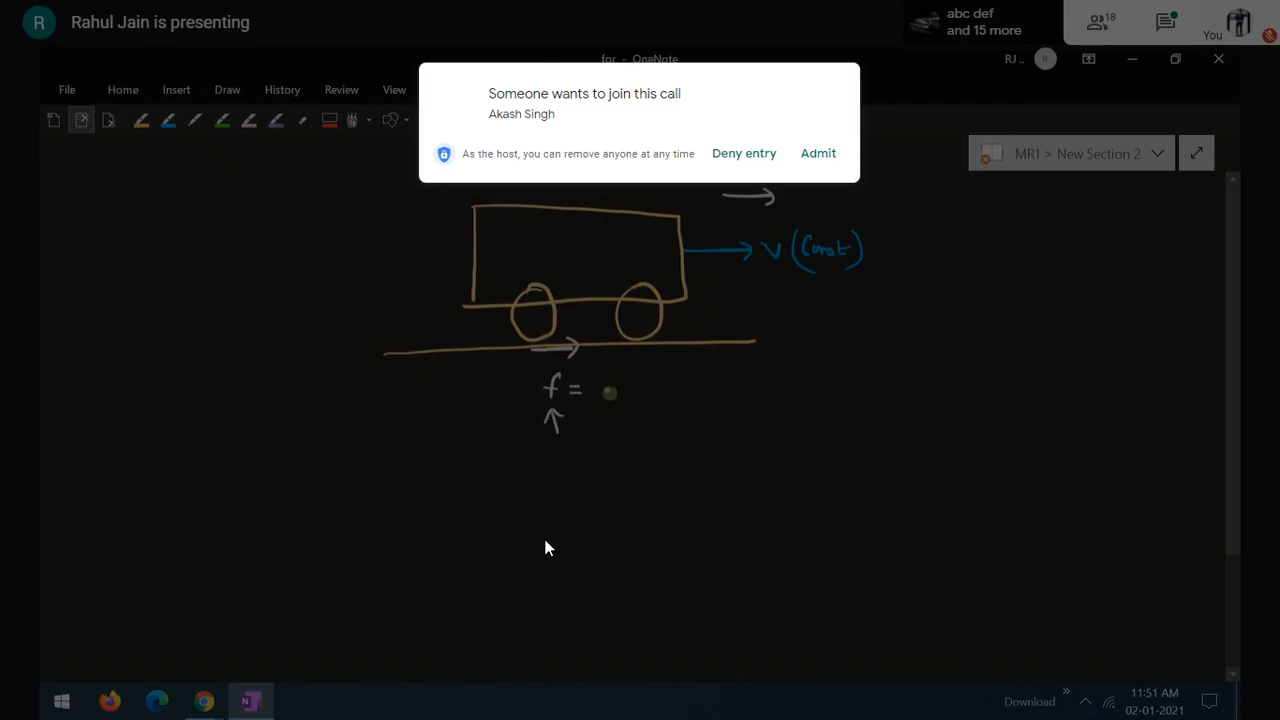 R Rahul Jain is presenting
abc def
and 15 more
18
You
for - OneNote
RJ ..
R
File Home Insert Draw History Review View
Someone wants to join this call
Akash Singh
As the host, you can remove anyone at any time
Deny entry
Admit
MR1 > New Section 2
V (Const)
f =
N
Download
11:51 AM
02-01-2021